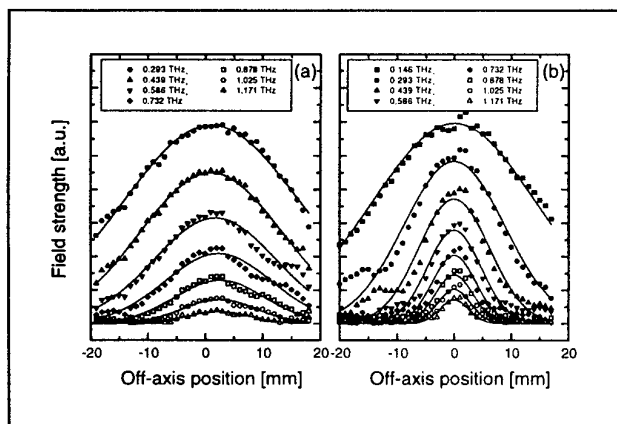 (a)
0.293 THz 0.878 THz
0.439 THz 1.025 THz
0.586 THz 1.171 THz
0.732 THz
(b)
0.146 THz 0.732 THz
0.293 THz 0.878 THz
0.439 THz 1.025 THz
0.586 THz 1.171 THz
Field strength [a.u.]
-20 -10 0 10 20
-20 -10 0 10 20
Off-axis position [mm]
Off-axis position [mm]